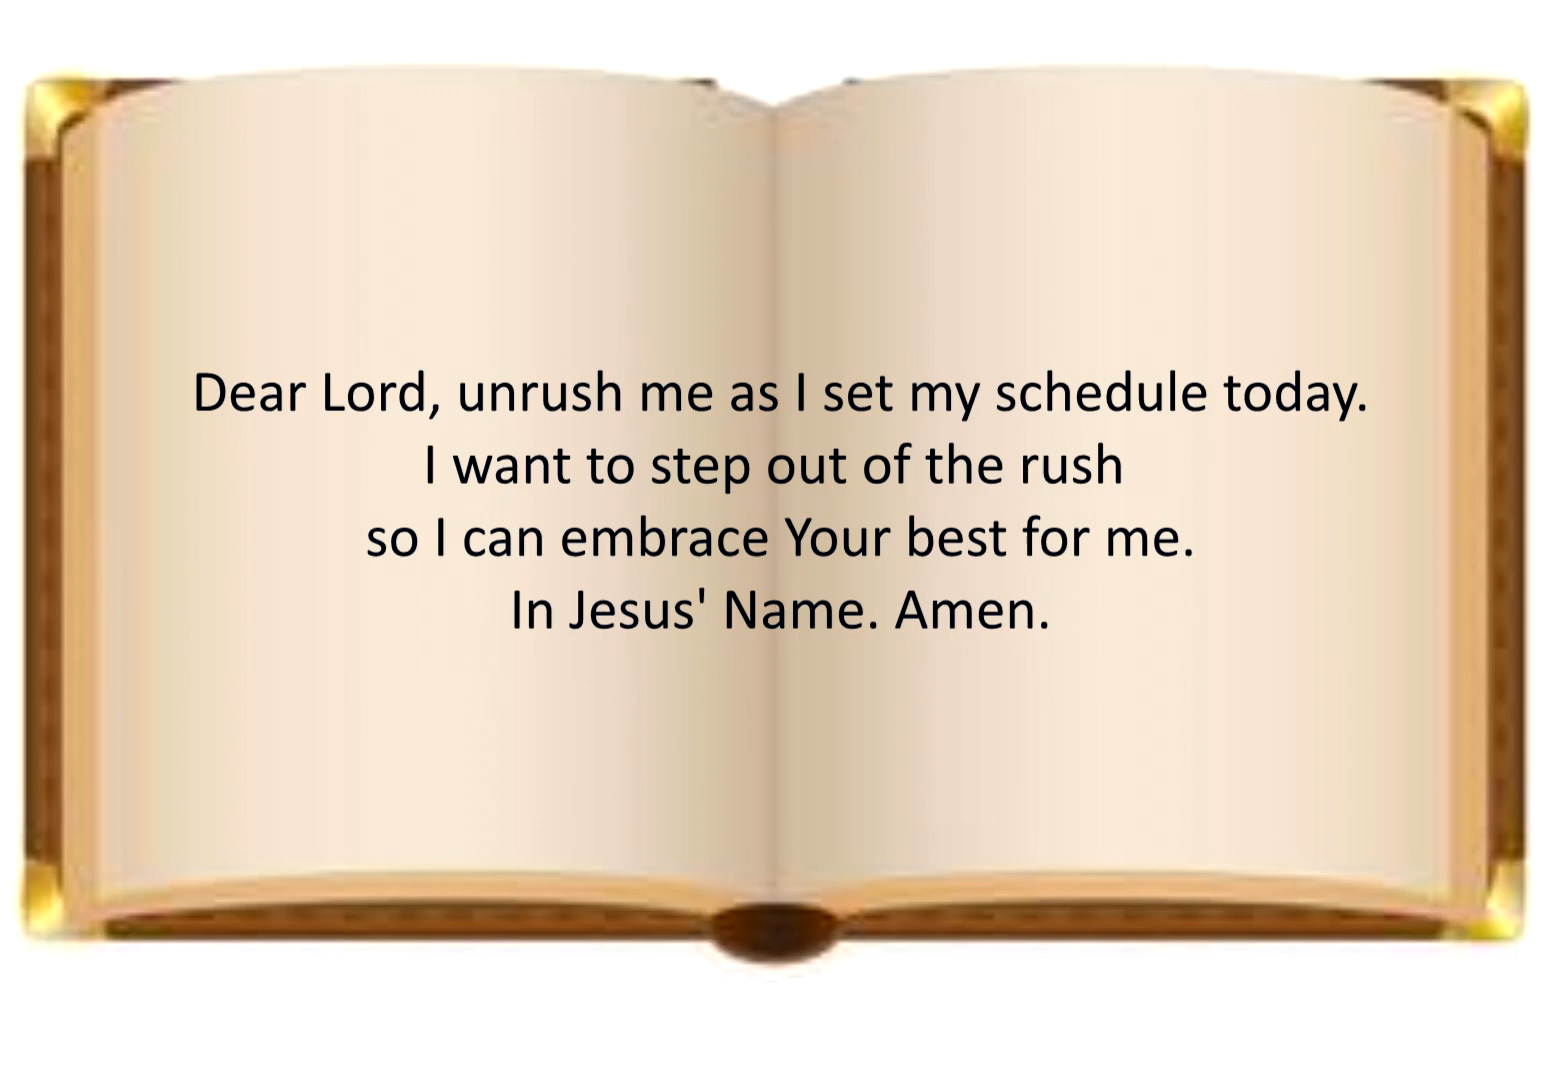 Dear Lord, unrush me as I set my schedule today.
I want to step out of the rush
so I can embrace Your best for me.
In Jesus' Name. Amen.